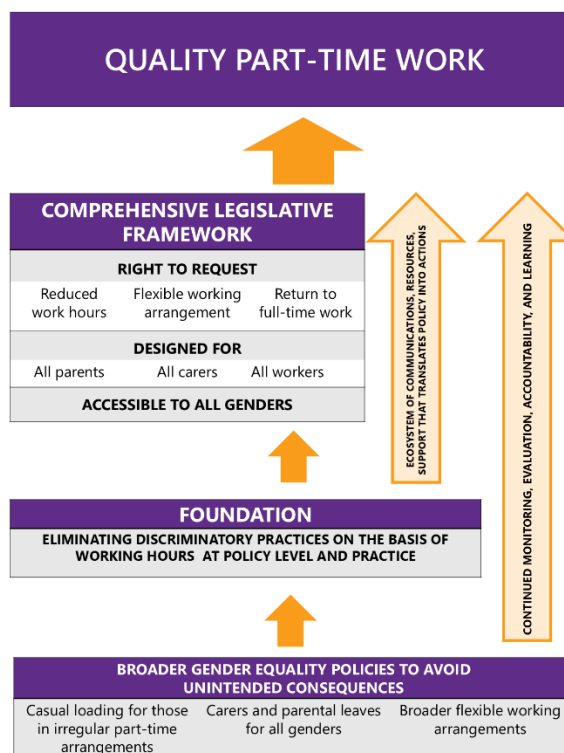 QUALITY PART-TIME WORK
COMPREHENSIVE LEGISLATIVE
FRAMEWORK
RIGHT TO REQUEST
Reduced
work hours
Flexible working
arrangement
Return to
full-time work
DESIGNED FOR
All parents
All carers
All workers
ACCESSIBLE TO ALL GENDERS
ECOSYSTEM OF COMMUNICATIONS, RESOURCES,
SUPPORT THAT TRANSLATES POLICY INTO ACTIONS
CONTINUED MONITORING, EVALUATION, ACCOUNTABILITY, AND LEARNING
FOUNDATION
ELIMINATING DISCRIMINATORY PRACTICES ON THE BASIS OF
WORKING HOURS AT POLICY LEVEL AND PRACTICE
BROADER GENDER EQUALITY POLICIES TO AVOID
UNINTENDED CONSEQUENCES
Casual loading for those
in irregular part-time
arrangements
Carers and parental leaves
for all genders
Broader flexible working
arrangements